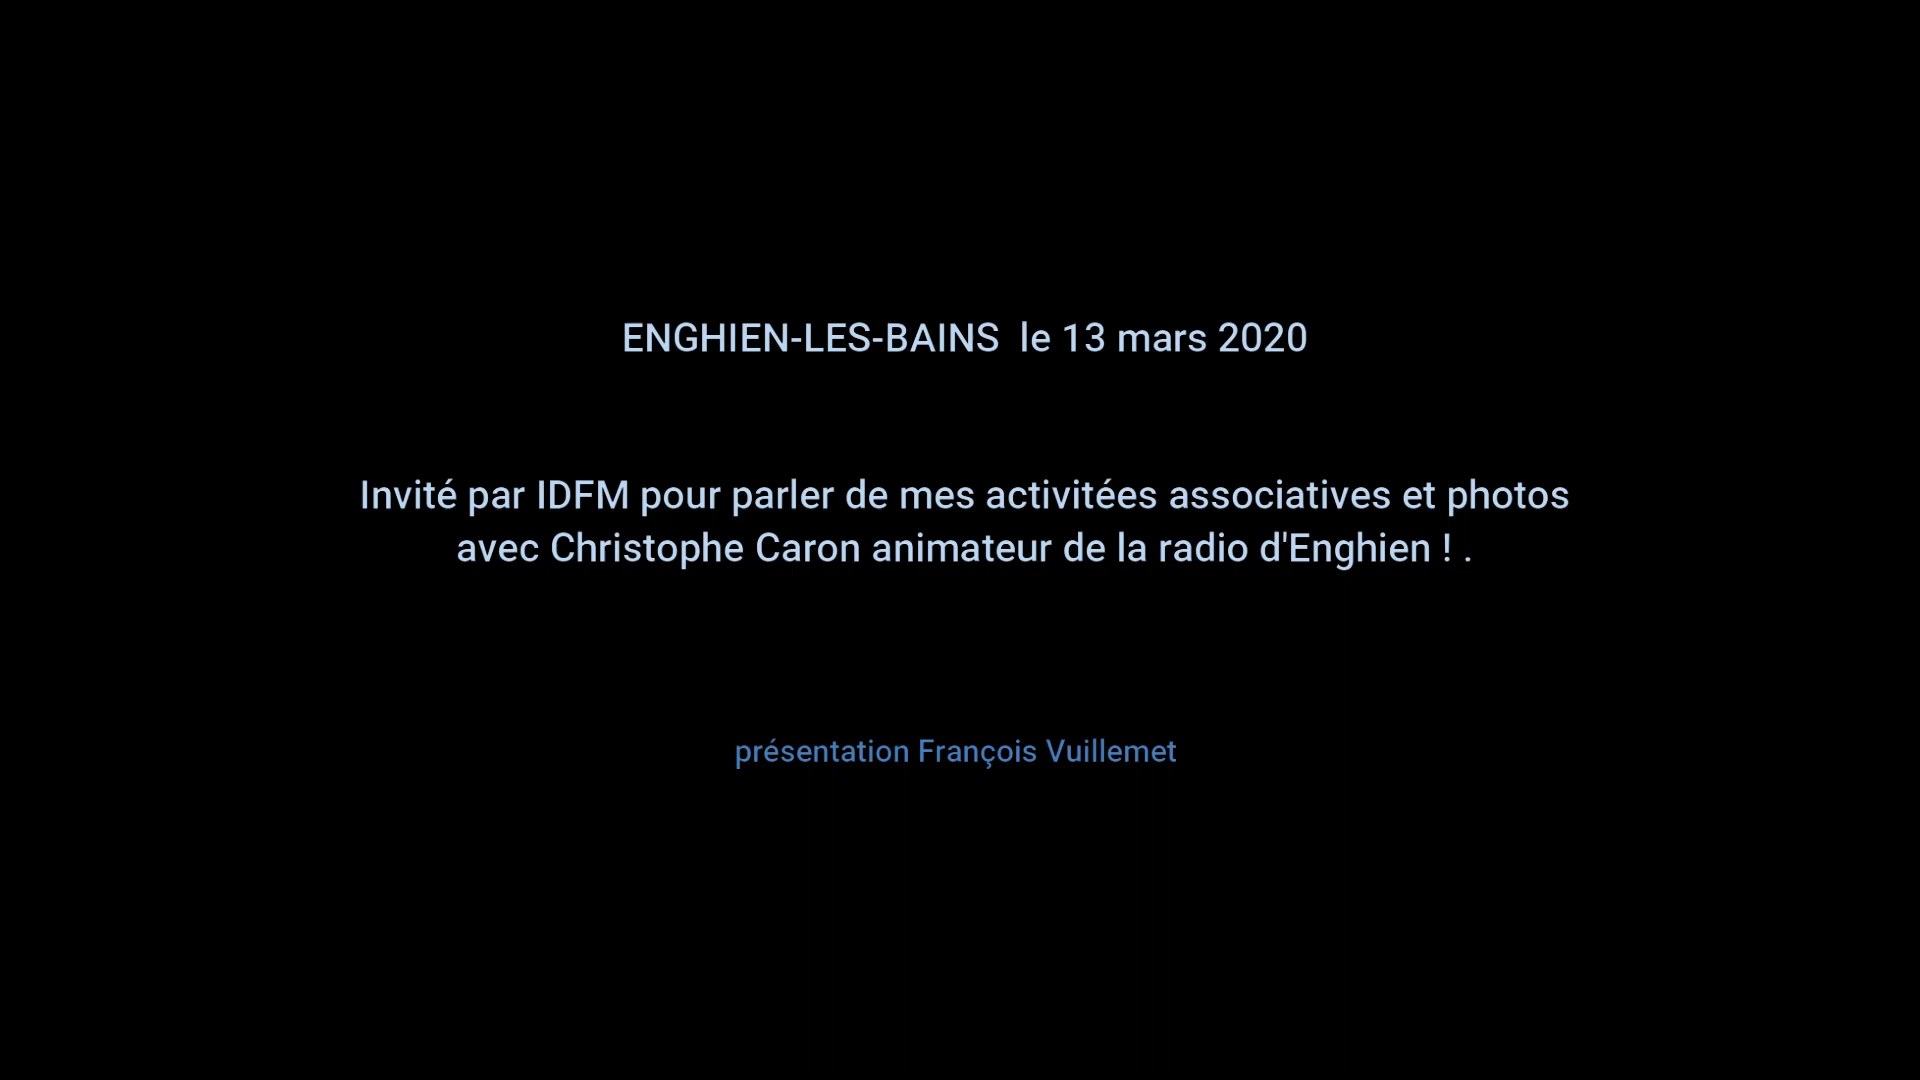 ENGHIEN-LES-BAINS  le 13 mars 2020
Invité par IDFM pour parler de mes activitées associatives et photos
avec Christophe Caron animateur de la radio d'Enghien ! .
présentation François Vuillemet